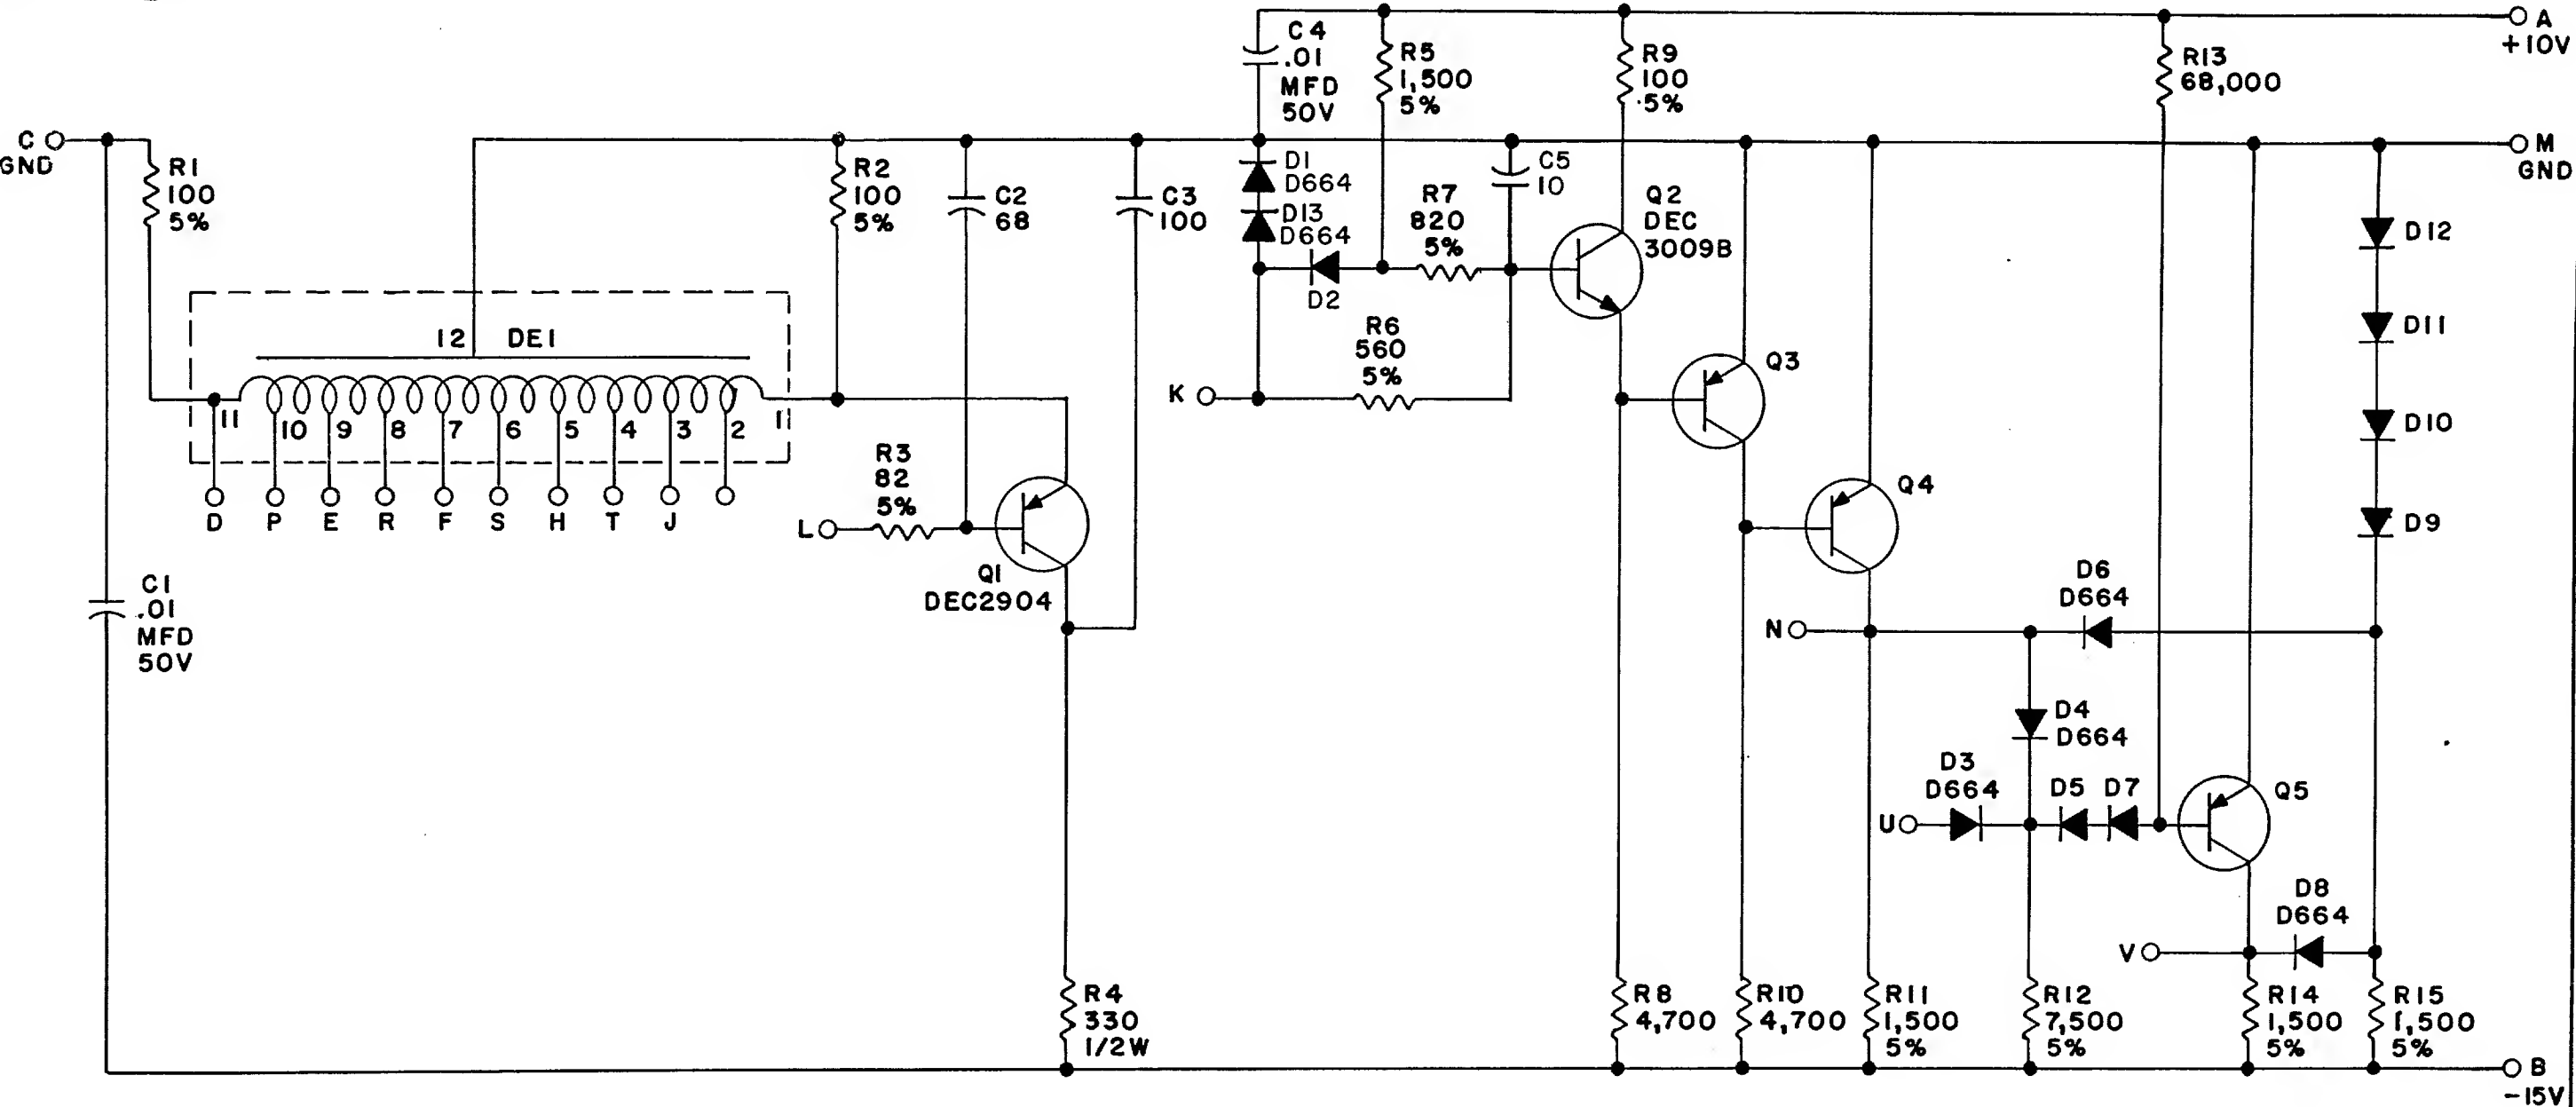 A
+10V
C4
.01
MFD
50V
R5
1,500
5%
R9
100
5%
R13
68,000
C
GND
R1
100
5%
R2
100
5%
C2
68
C3
100
D1
D664
D13
D664
D2
R7
820
5%
C5
10
Q2
DEC
3009B
M
GND
D12
D11
D10
D9
12 DE1
11 10 9 8 7 6 5 4 3 2 1
D P E R F S H T J
K
R6
560
5%
Q3
Q4
R3
82
5%
L
Q1
DEC2904
C1
.01
MFD
50V
N
D6
D664
D4
D664
D3
D664
D5 D7
U
Q5
D8
D664
V
R4
330
1/2W
R8
4,700
R10
4,700
R11
1,500
5%
R12
7,500
5%
R14
1,500
5%
R15
1,500
5%
B
-15V